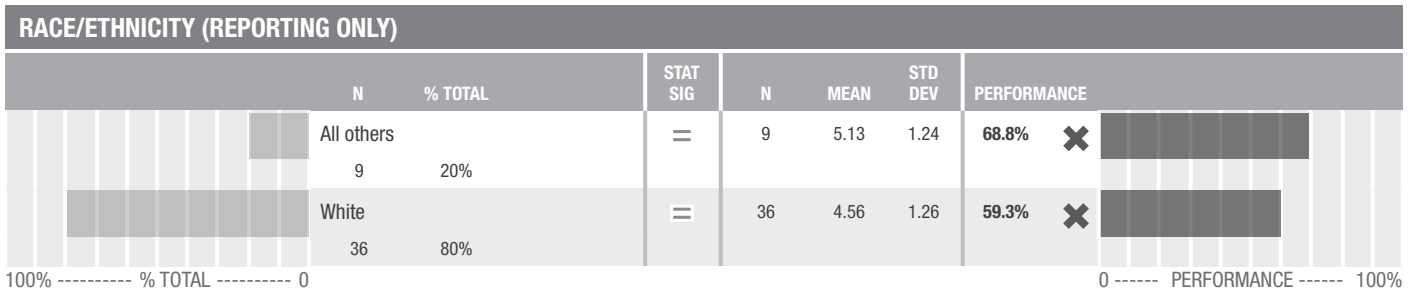 RACE/ETHNICITY (REPORTING ONLY)
N % TOTAL STAT SIG N MEAN STD DEV PERFORMANCE
All others = 9 5.13 1.24 68.8% ✖
9 20%
White = 36 4.56 1.26 59.3% ✖
36 80%
100% ---------- % TOTAL ---------- 0 0 ------ PERFORMANCE ------ 100%